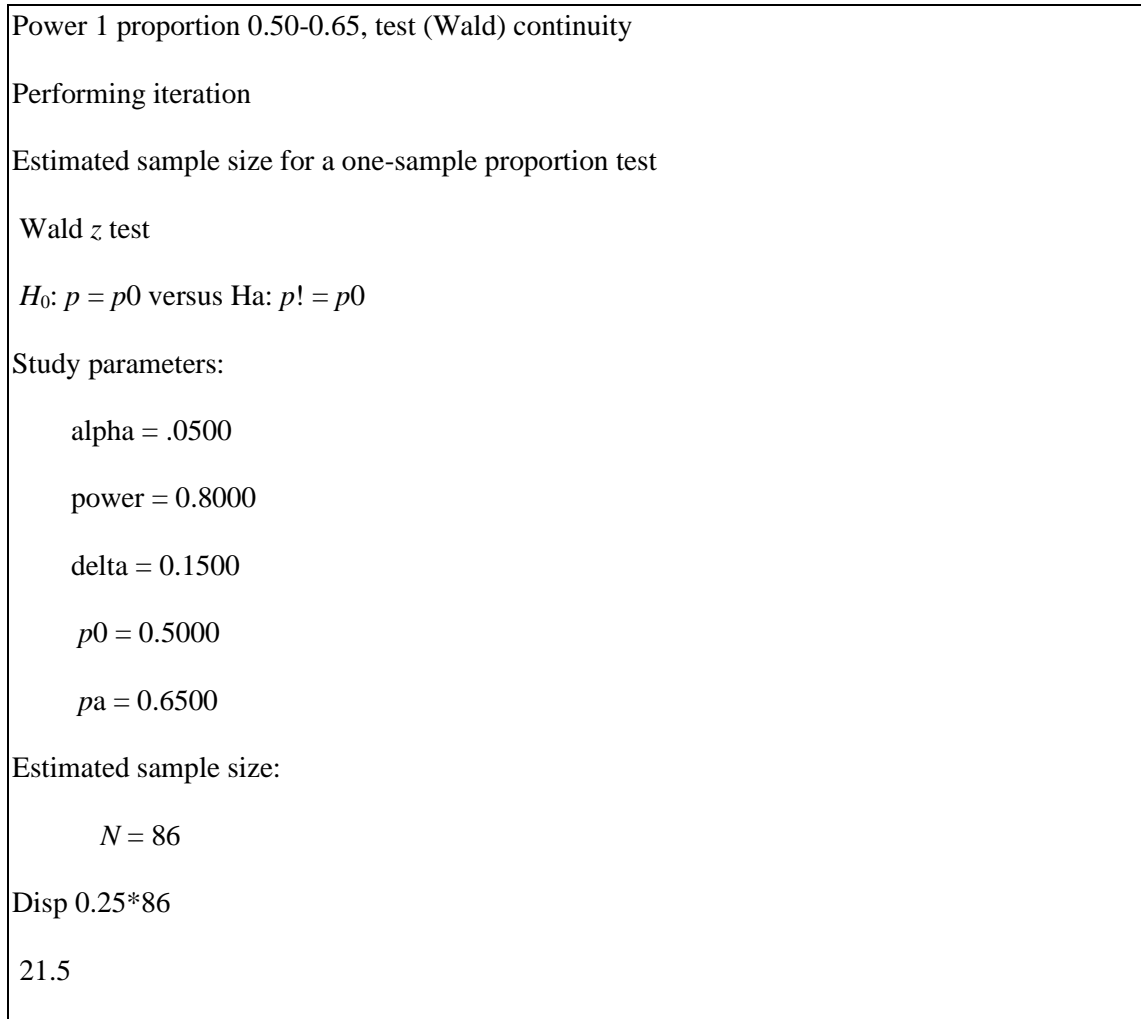 Power 1 proportion 0.50-0.65, test (Wald) continuity
Performing iteration
Estimated sample size for a one-sample proportion test
Wald z test
H₀: p = p0 versus Ha: p! = p0
Study parameters:
alpha = .0500
power = 0.8000
delta = 0.1500
p0 = 0.5000
pa = 0.6500
Estimated sample size:
N = 86
Disp 0.25*86
21.5